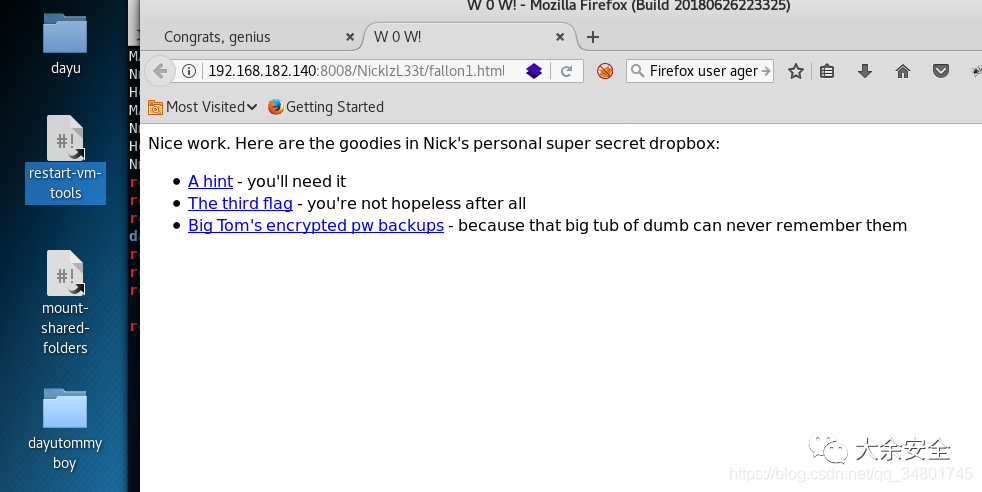 W 0 W! - Mozilla Firefox (Build 20180626223325)
Congrats, genius
W 0 W!
192.168.182.140:8008/NickIzL33t/fallon1.html
Firefox user ager
Most Visited
Getting Started
Nice work. Here are the goodies in Nick's personal super secret dropbox:
A hint - you'll need it
The third flag - you're not hopeless after all
Big Tom's encrypted pw backups - because that big tub of dumb can never remember them
dayu
#!
restart-vm-
tools
#!
mount-
shared-
folders
dayutommy
boy
大余安全
https://blog.csdn.net/qq_34801745